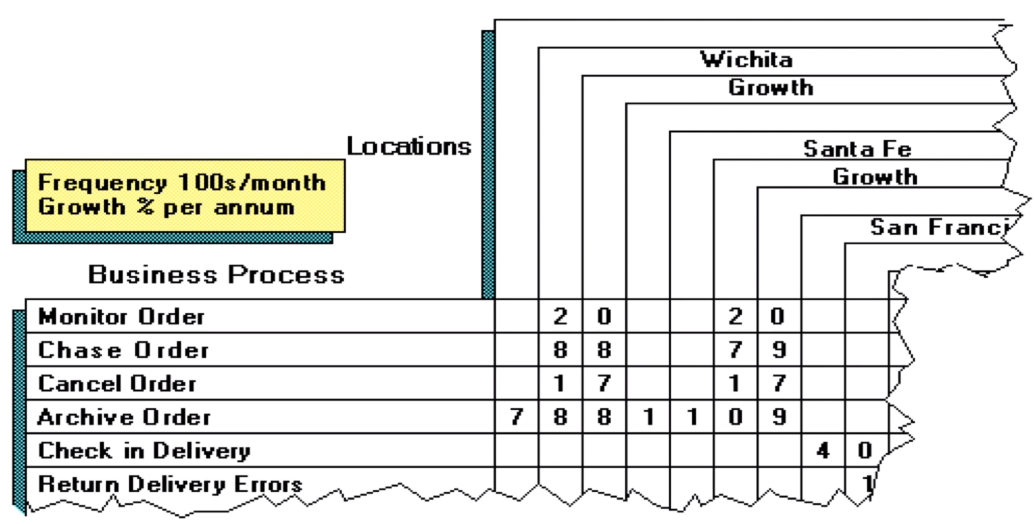 Wichita
Growth
Locations
Santa Fe
Frequency 100s/month
Growth
Growth % per annum
San Franci
Business Process
Monitor Order 2 0 2 0
Chase Order 8 8 7 9
Cancel Order 1 7 1 7
Archive Order 7 8 8 1 1 0 9
Check in Delivery 4 0
Return Delivery Errors 1